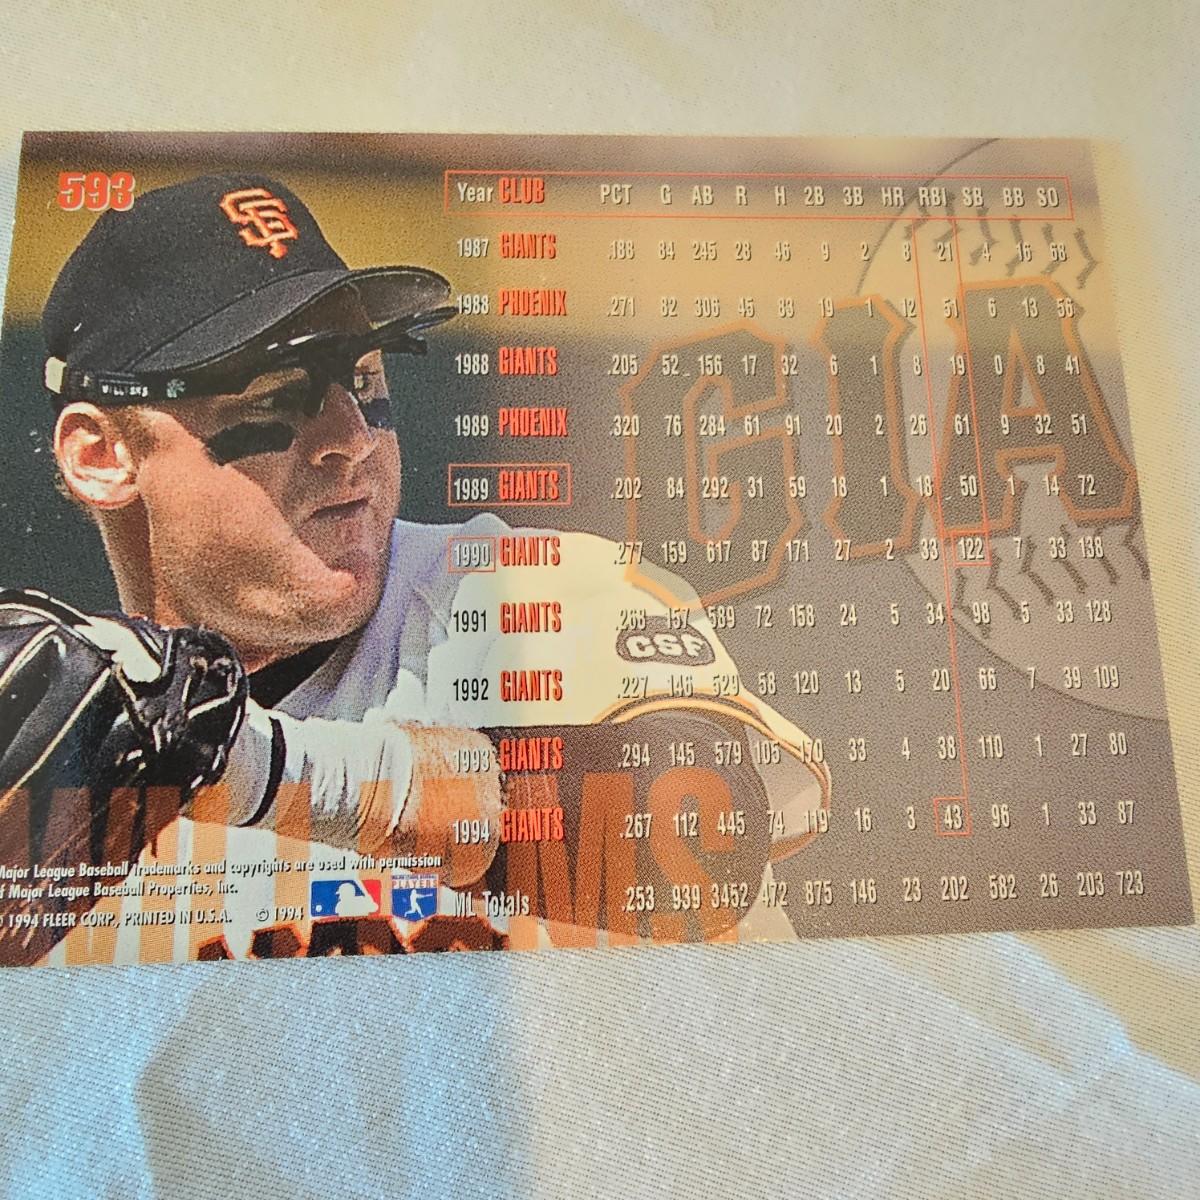 593
SF
WILLIAMS
Year CLUB PCT G AB R H 2B 3B HR RBI SB BB SO
1987 GIANTS .188 84 245 28 46 9 2 8 21 4 16 68
1988 PHOENIX .271 82 306 45 83 19 1 12 51 6 13 56
1988 GIANTS .205 52 156 17 32 6 1 8 19 0 8 41
1989 PHOENIX .320 76 284 61 91 20 2 26 61 9 32 51
1989 GIANTS .202 84 292 31 59 18 1 18 50 1 14 72
1990 GIANTS .277 159 617 87 171 27 2 33 122 7 33 138
1991 GIANTS .268 157 589 72 158 24 5 34 98 5 33 128
1992 GIANTS .227 146 529 58 120 13 5 20 66 7 39 109
1993 GIANTS .294 145 579 105 170 33 4 38 110 1 27 80
1994 GIANTS .267 112 445 74 119 16 3 43 96 1 33 87
ML Totals .253 939 3452 472 875 146 23 202 582 26 203 723
GIA
CSF
WILLIAMS
Major League Baseball trademarks and copyrights are used with permission
of Major League Baseball Properties, Inc.
© 1994 FLEER CORP., PRINTED IN U.S.A. © 1994
PLAYERS